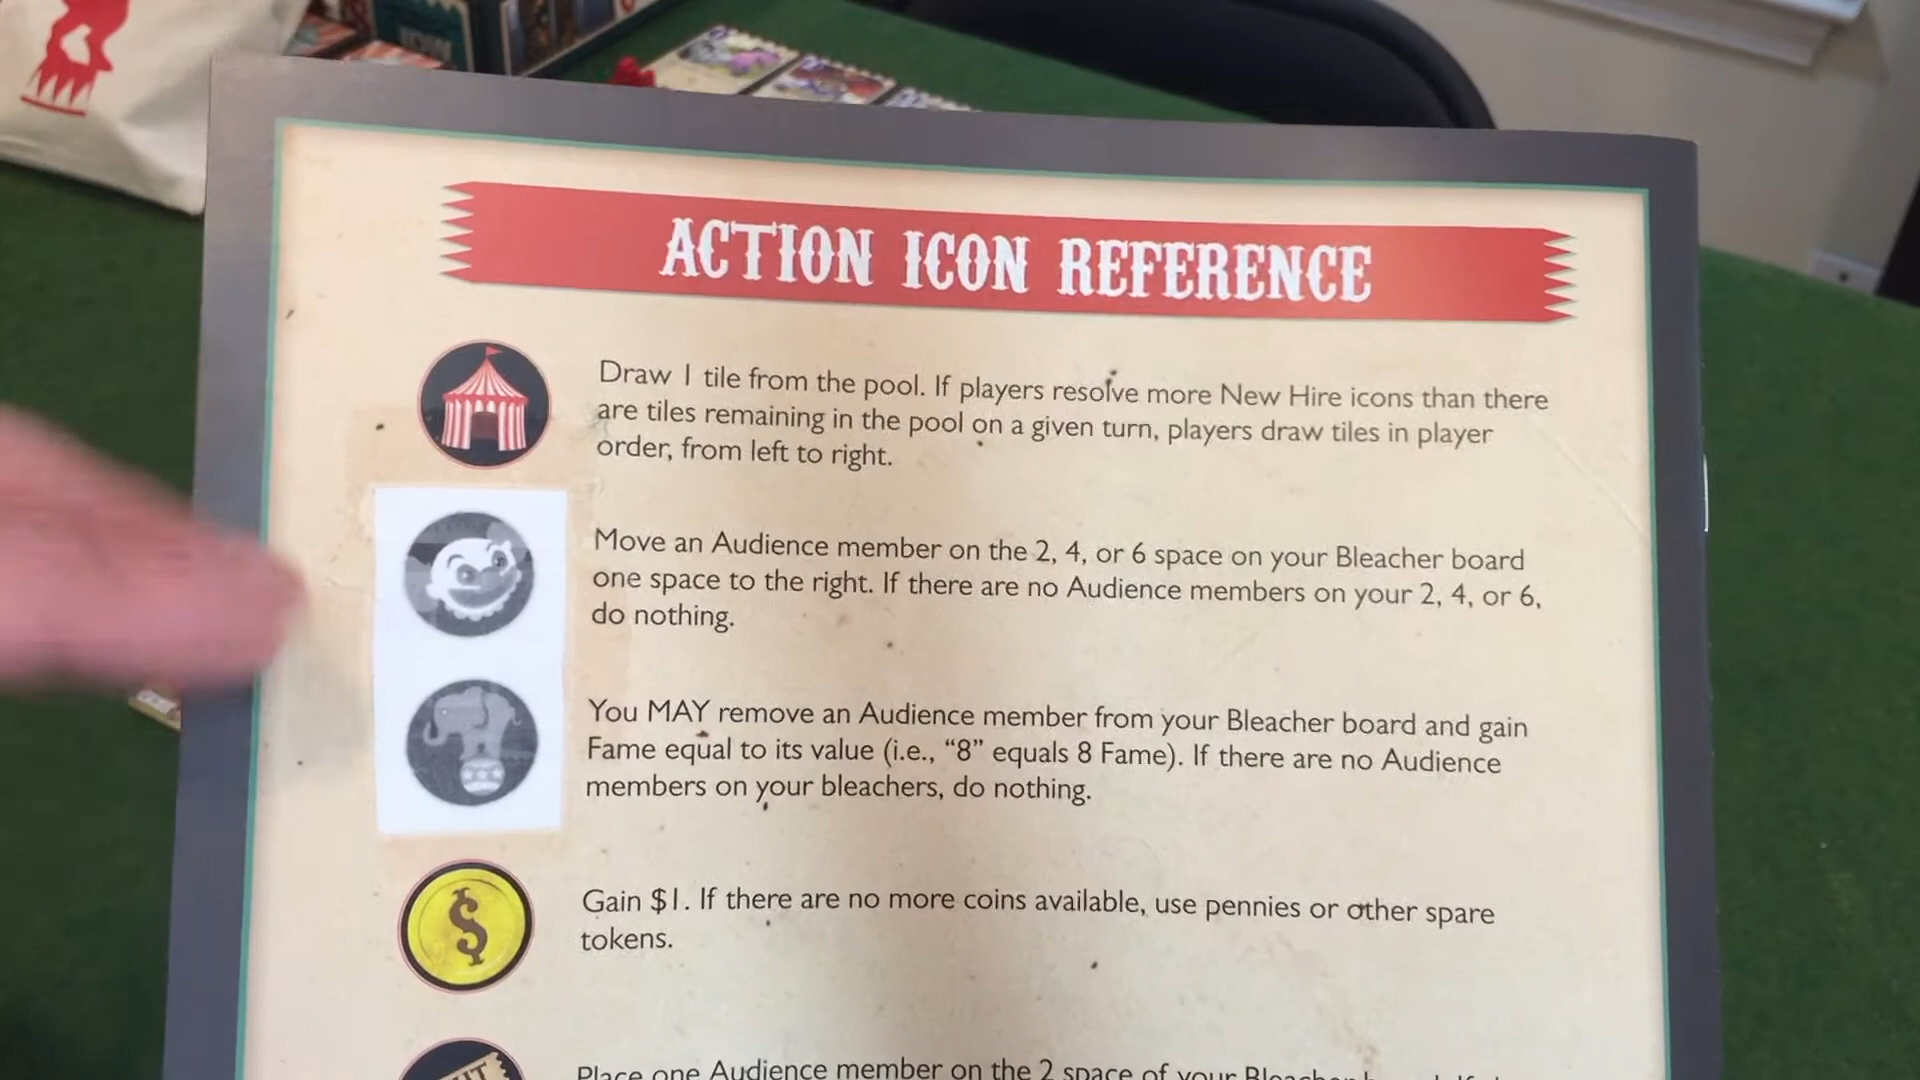 ACTION ICON REFERENCE
Draw 1 tile from the pool. If players resolve more New Hire icons than there
are tiles remaining in the pool on a given turn, players draw tiles in player
order, from left to right.
Move an Audience member on the 2, 4, or 6 space on your Bleacher board
one space to the right. If there are no Audience members on your 2, 4, or 6,
do nothing.
You MAY remove an Audience member from your Bleacher board and gain
Fame equal to its value (i.e., “8” equals 8 Fame). If there are no Audience
members on your bleachers, do nothing.
$
Gain $1. If there are no more coins available, use pennies or other spare
tokens.
Place one Audience member on the 2 space of your